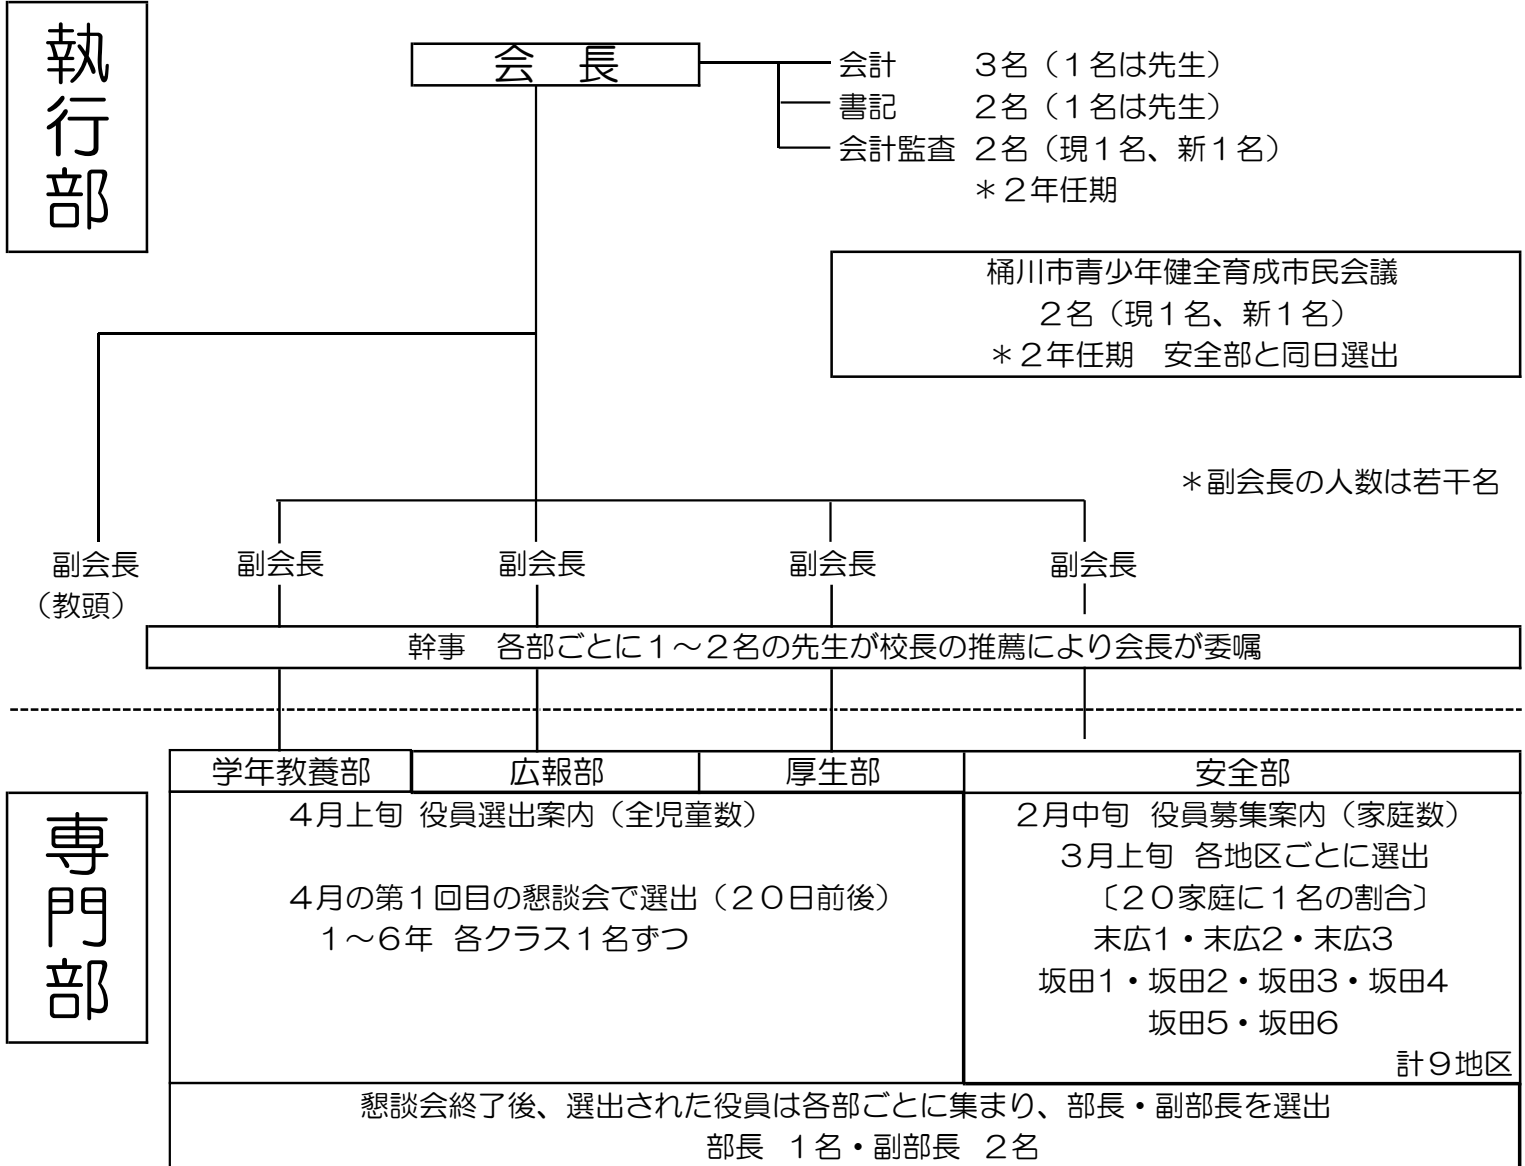 執行部
会　長
会計　　３名（１名は先生）
書記　　２名（１名は先生）
会計監査 ２名（現１名、新１名）
＊２年任期
桶川市青少年健全育成市民会議
２名（現１名、新１名）
＊２年任期　安全部と同日選出
＊副会長の人数は若干名
副会長
（教頭）
副会長
副会長
副会長
副会長
幹事　各部ごとに１～２名の先生が校長の推薦により会長が委嘱
専門部
学年教養部
広報部
厚生部
安全部
４月上旬 役員選出案内（全児童数）
４月の第１回目の懇談会で選出（２０日前後）
１～６年 各クラス１名ずつ
２月中旬 役員募集案内（家庭数）
３月上旬 各地区ごとに選出
〔２０家庭に１名の割合〕
末広1・末広2・末広3
坂田1・坂田2・坂田3・坂田4
坂田5・坂田6
計９地区
懇談会終了後、選出された役員は各部ごとに集まり、部長・副部長を選出
部長 １名・副部長 ２名